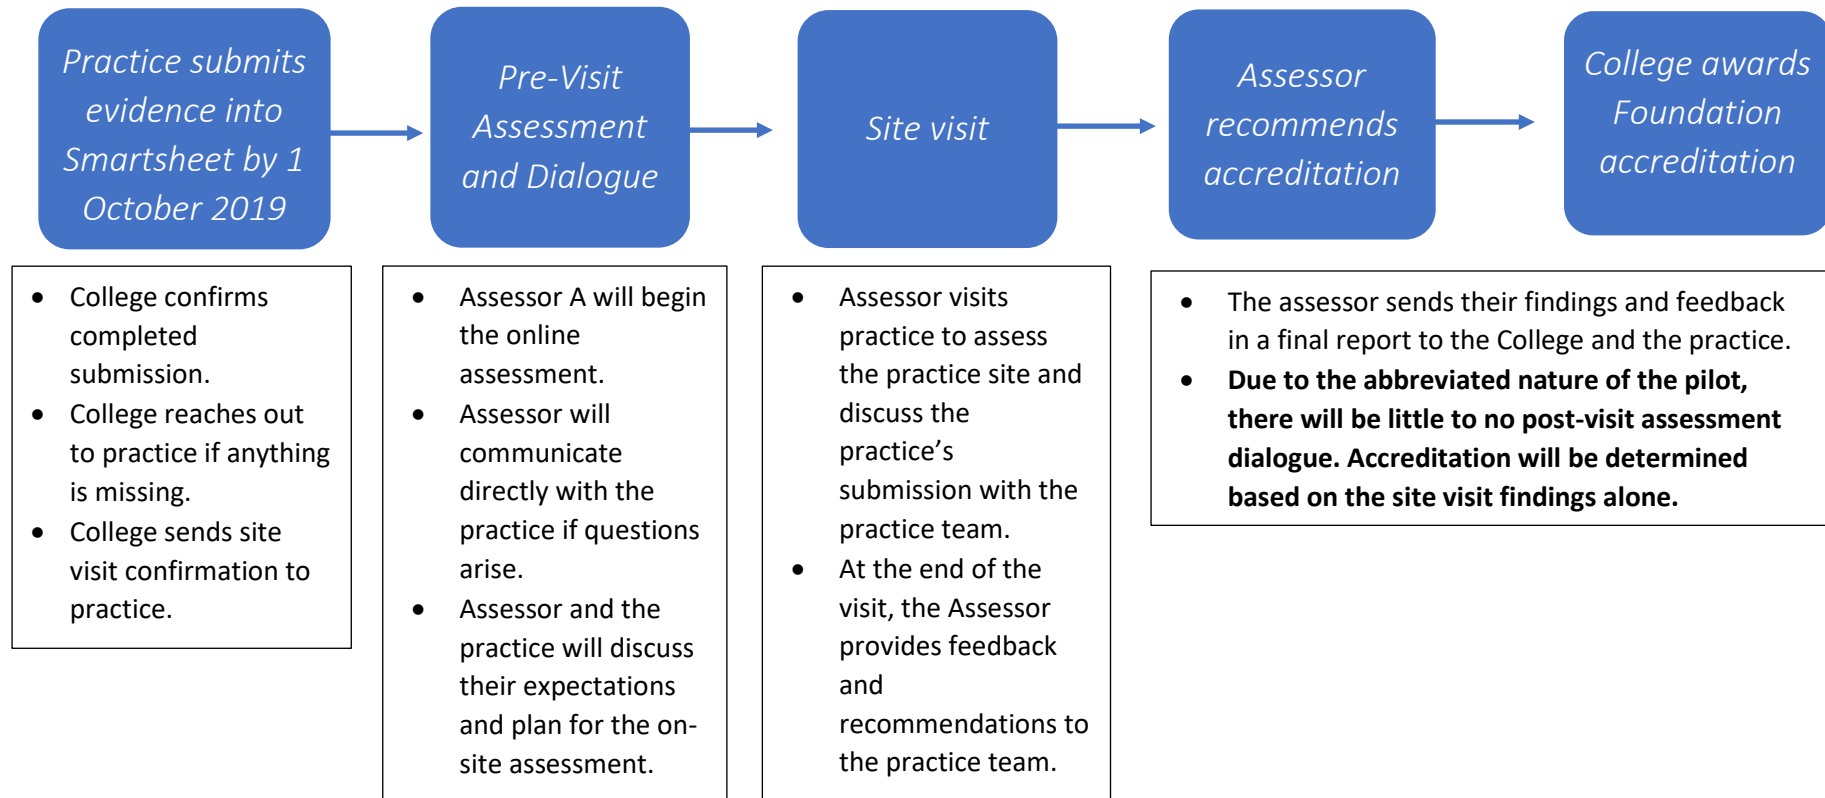 Practice submits
evidence into
Smartsheet by 1
October 2019
Pre-Visit
Assessment
and Dialogue
Site visit
Assessor
recommends
accreditation
College awards
Foundation
accreditation
• College confirms
completed
submission.
• College reaches out
to practice if anything
is missing.
• College sends site
visit confirmation to
practice.
• Assessor A will begin
the online
assessment.
• Assessor will
communicate
directly with the
practice if questions
arise.
• Assessor and the
practice will discuss
their expectations
and plan for the on-
site assessment.
• Assessor visits
practice to assess
the practice site and
discuss the
practice’s
submission with the
practice team.
• At the end of the
visit, the Assessor
provides feedback
and
recommendations to
the practice team.
• The assessor sends their findings and feedback
in a final report to the College and the practice.
• Due to the abbreviated nature of the pilot,
there will be little to no post-visit assessment
dialogue. Accreditation will be determined
based on the site visit findings alone.